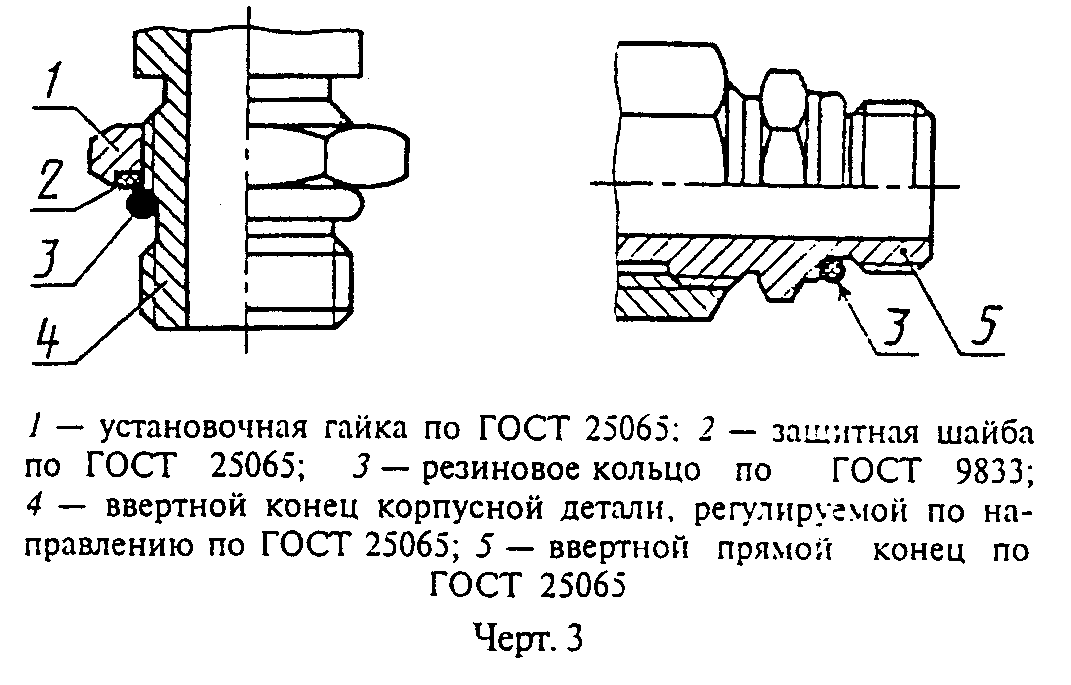 1
2
3
4
3
5
1 — установочная гайка по ГОСТ 25065: 2 — защитная шайба
по ГОСТ 25065; 3 — резиновое кольцо по ГОСТ 9833;
4 — ввертной конец корпусной детали, регулируемой по на-
правлению по ГОСТ 25065; 5 — ввертной прямой конец по
ГОСТ 25065
Черт. 3